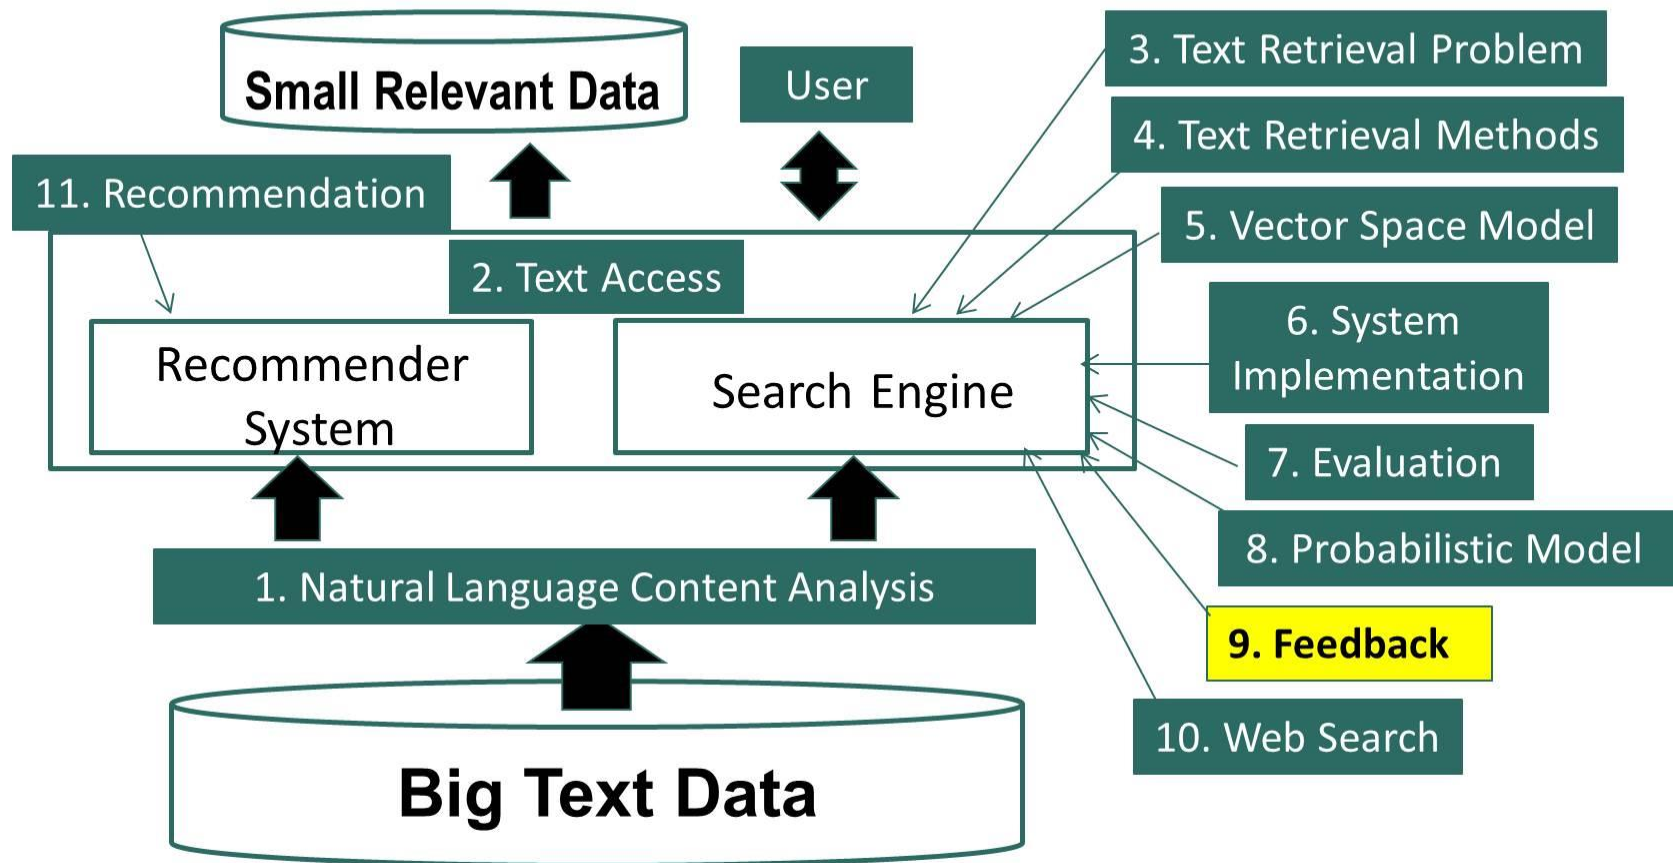 Small Relevant Data
User
3. Text Retrieval Problem
4. Text Retrieval Methods
11. Recommendation
5. Vector Space Model
2. Text Access
6. System
Implementation
Recommender
System
Search Engine
7. Evaluation
8. Probabilistic Model
1. Natural Language Content Analysis
9. Feedback
10. Web Search
Big Text Data